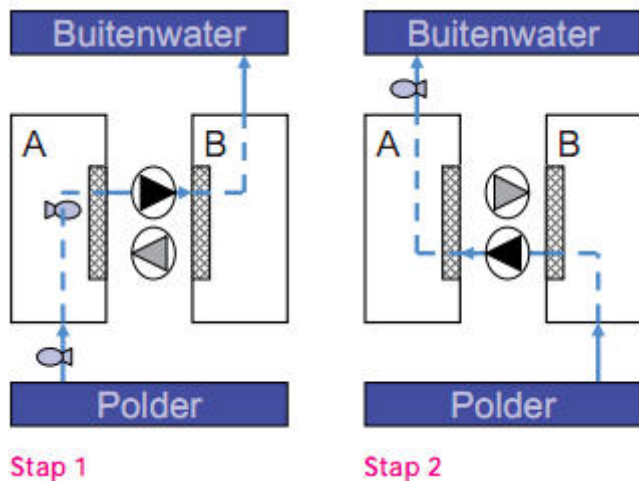 Buitenwater
A
B
Polder
Stap 1
Buitenwater
A
B
Polder
Stap 2